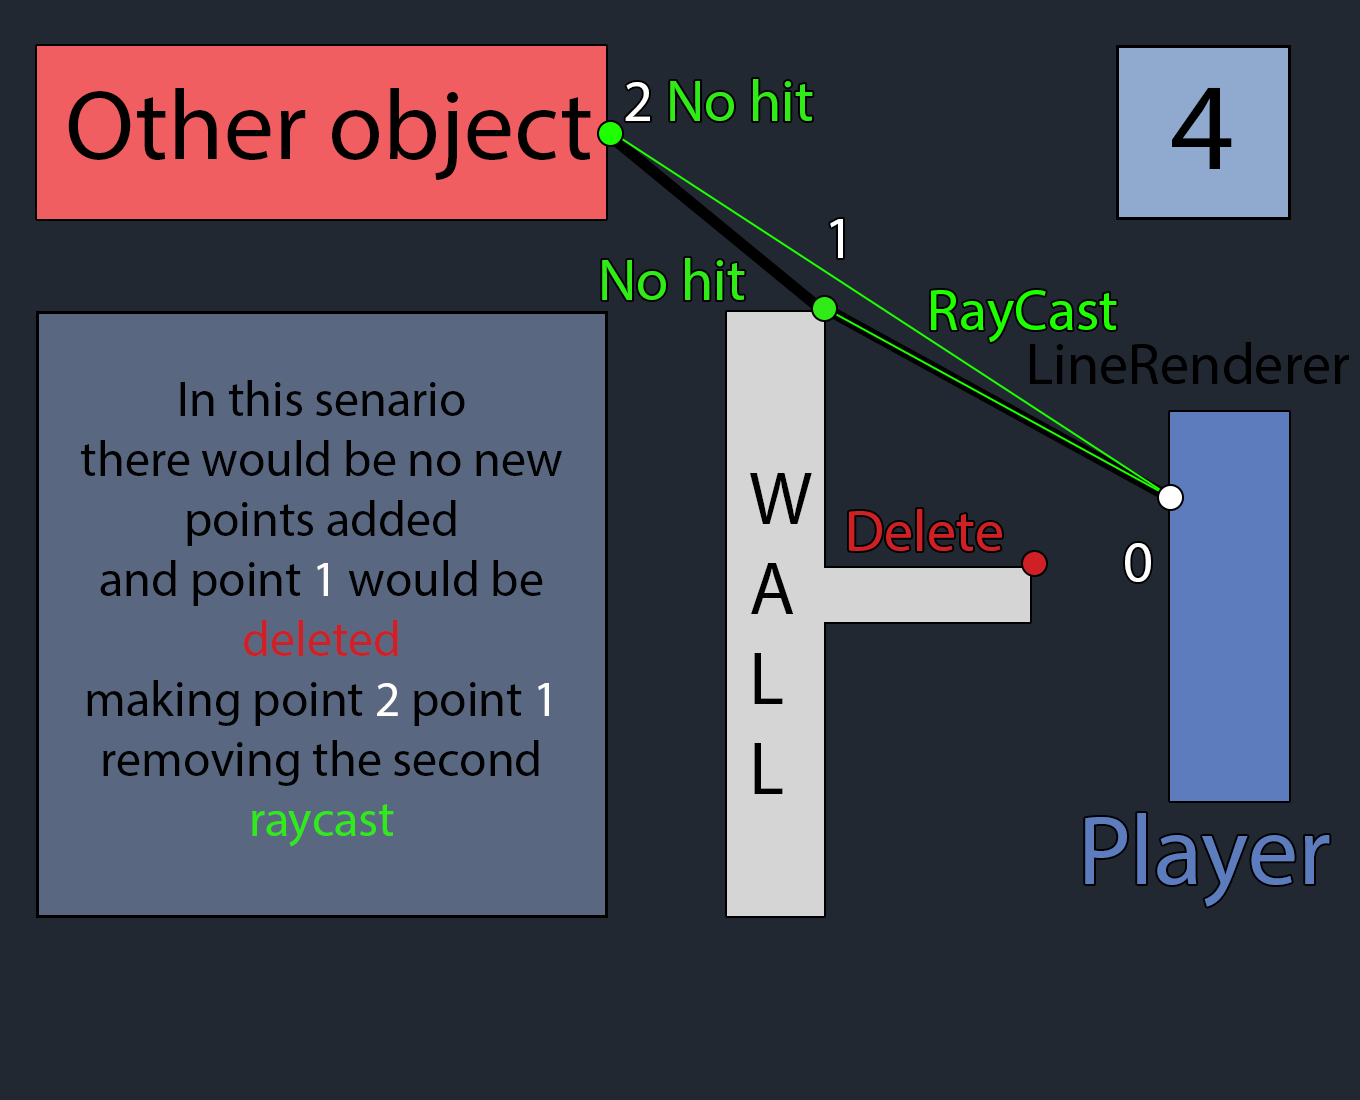 Other object
2 No hit
4
1
No hit
RayCast
LineRenderer
In this senario
there would be no new
points added
and point 1 would be
deleted
making point 2 point 1
removing the second
raycast
W
A
L
L
Delete
0
Player